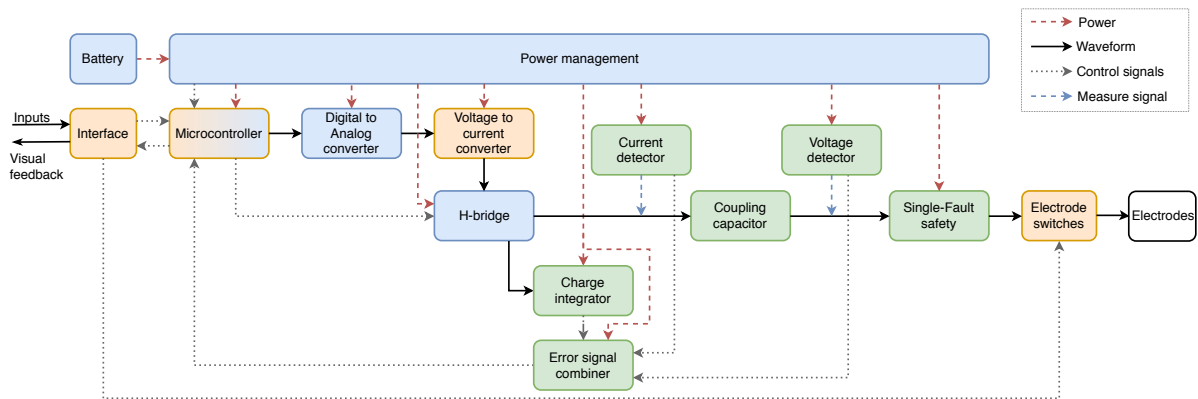 Battery
Power management
Power
Waveform
Control signals
Measure signal
Inputs
Visual
feedback
Interface
Microcontroller
Digital to
Analog
converter
Voltage to
current
converter
Current
detector
Voltage
detector
H-bridge
Coupling
capacitor
Single-Fault
safety
Electrode
switches
Electrodes
Charge
integrator
Error signal
combiner